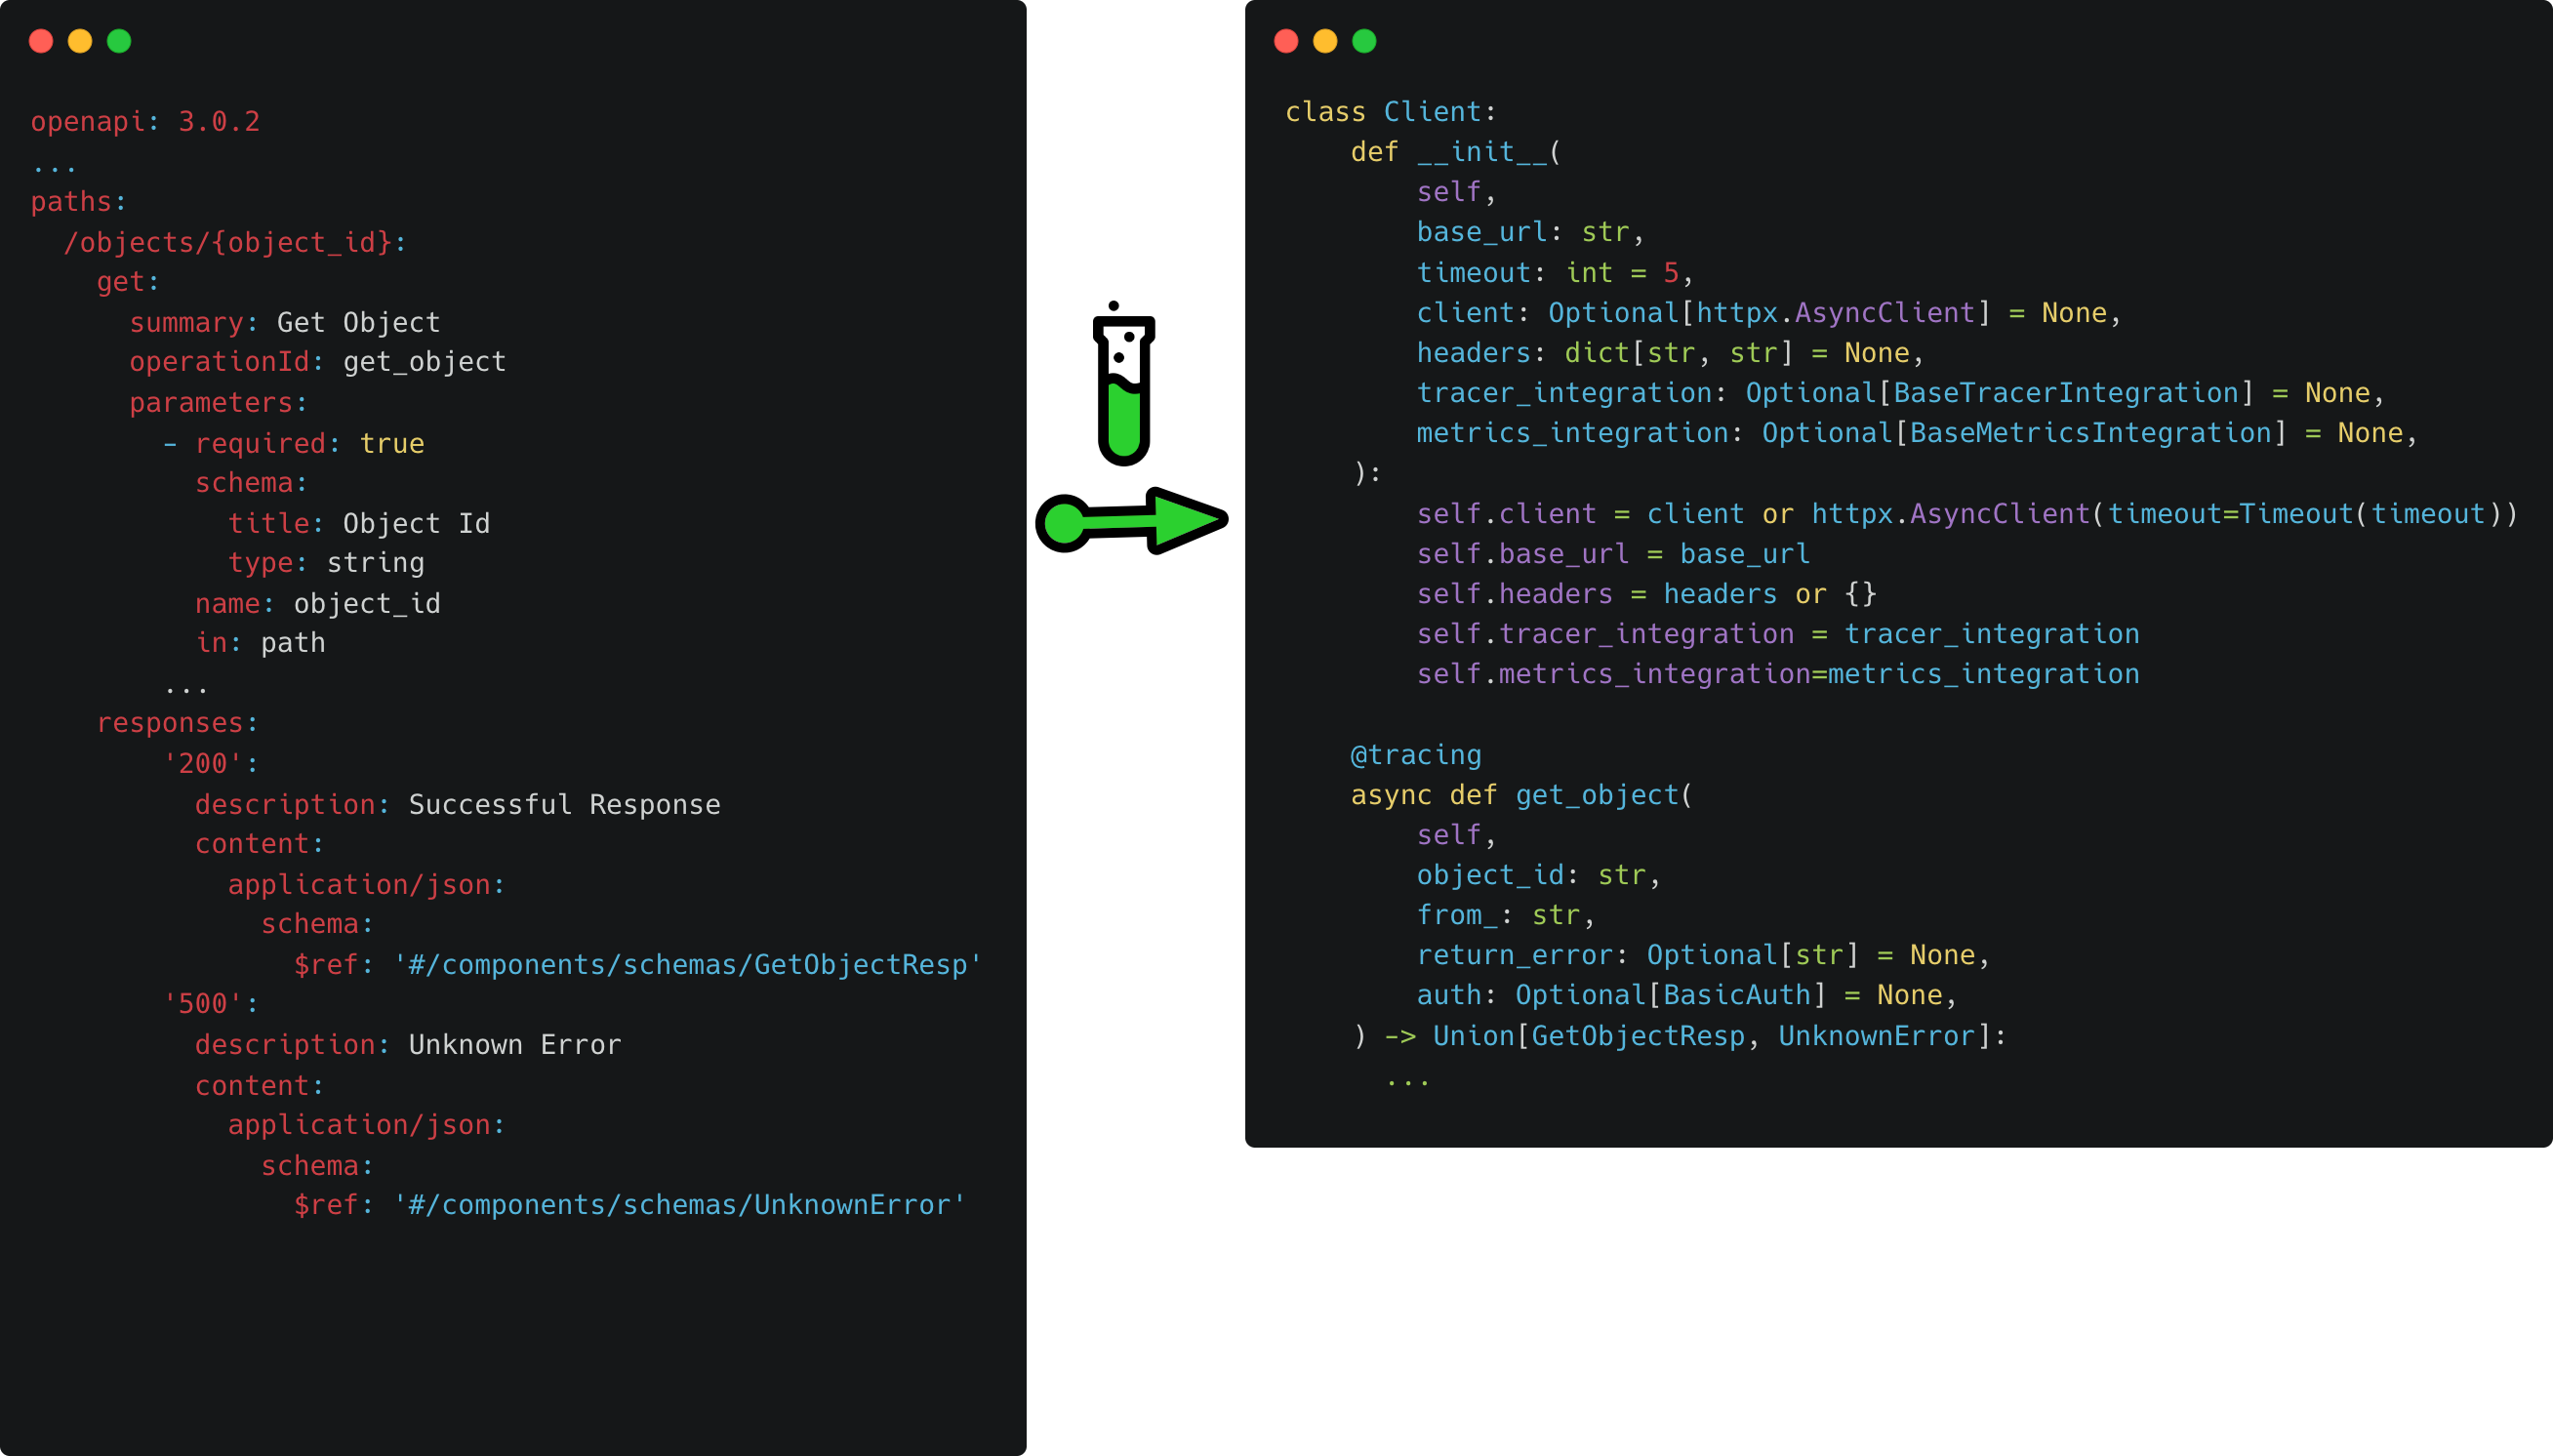 openapi: 3.0.2
...
paths:
  /objects/{object_id}:
    get:
      summary: Get Object
      operationId: get_object
      parameters:
        - required: true
          schema:
            title: Object Id
            type: string
          name: object_id
          in: path
        ...
    responses:
        '200':
          description: Successful Response
          content:
            application/json:
              schema:
                $ref: '#/components/schemas/GetObjectResp'
        '500':
          description: Unknown Error
          content:
            application/json:
              schema:
                $ref: '#/components/schemas/UnknownError'
class Client:
    def __init__(
        self,
        base_url: str,
        timeout: int = 5,
        client: Optional[httpx.AsyncClient] = None,
        headers: dict[str, str] = None,
        tracer_integration: Optional[BaseTracerIntegration] = None,
        metrics_integration: Optional[BaseMetricsIntegration] = None,
    ):
        self.client = client or httpx.AsyncClient(timeout=Timeout(timeout))
        self.base_url = base_url
        self.headers = headers or {}
        self.tracer_integration = tracer_integration
        self.metrics_integration=metrics_integration
    @tracing
    async def get_object(
        self,
        object_id: str,
        from_: str,
        return_error: Optional[str] = None,
        auth: Optional[BasicAuth] = None,
    ) -> Union[GetObjectResp, UnknownError]:
      ...